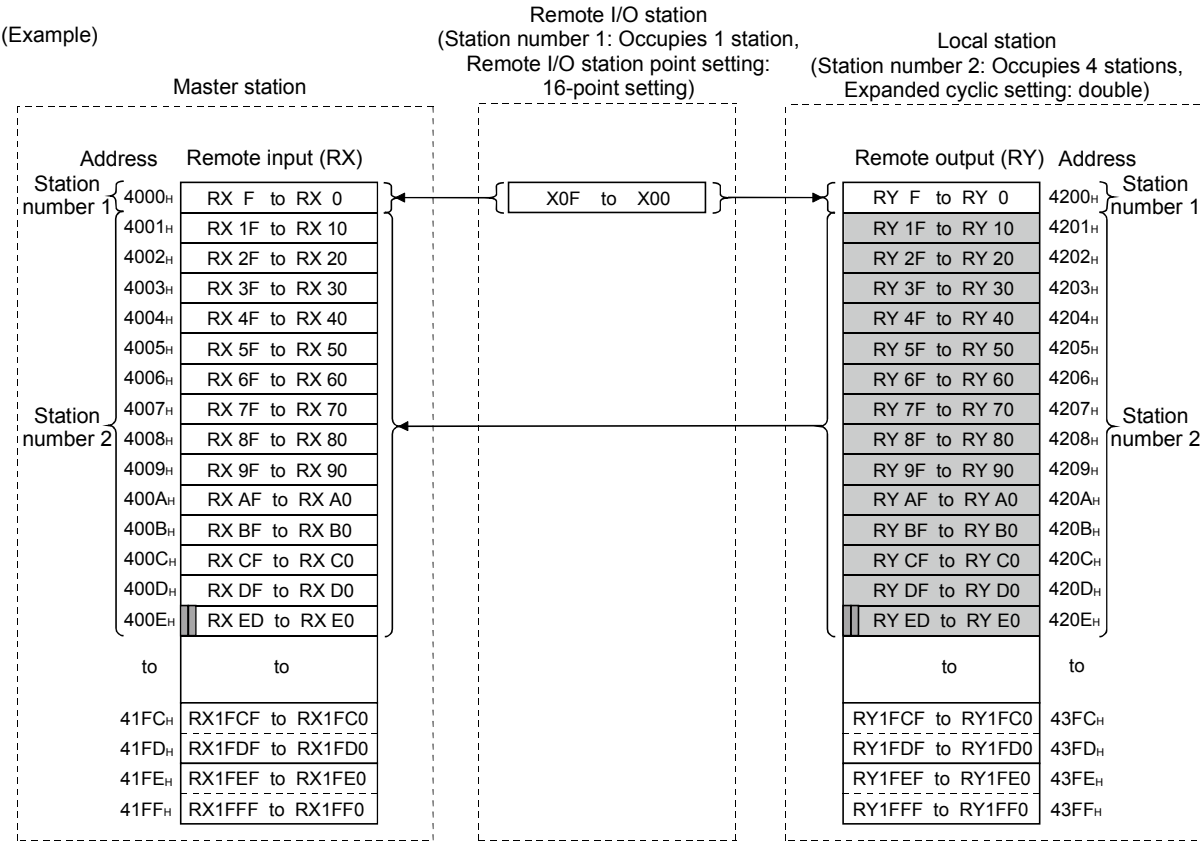 (Example)
Remote I/O station
(Station number 1: Occupies 1 station,
Remote I/O station point setting:
16-point setting)
Local station
(Station number 2: Occupies 4 stations,
Expanded cyclic setting: double)
Master station
Address Remote input (RX)
Remote output (RY) Address
Station
number 1
4000H RX F to RX 0
X0F to X00
RY F to RY 0 4200H
Station
number 1
4001H RX 1F to RX 10 RY 1F to RY 10 4201H
4002H RX 2F to RX 20 RY 2F to RY 20 4202H
4003H RX 3F to RX 30 RY 3F to RY 30 4203H
4004H RX 4F to RX 40 RY 4F to RY 40 4204H
4005H RX 5F to RX 50 RY 5F to RY 50 4205H
4006H RX 6F to RX 60 RY 6F to RY 60 4206H
4007H RX 7F to RX 70 RY 7F to RY 70 4207H
Station
number 2
Station
number 2
4008H RX 8F to RX 80 RY 8F to RY 80 4208H
4009H RX 9F to RX 90 RY 9F to RY 90 4209H
400AH RX AF to RX A0 RY AF to RY A0 420AH
400BH RX BF to RX B0 RY BF to RY B0 420BH
400CH RX CF to RX C0 RY CF to RY C0 420CH
400DH RX DF to RX D0 RY DF to RY D0 420DH
400EH RX ED to RX E0 RY ED to RY E0 420EH
to to to to
41FCH RX1FCF to RX1FC0 RY1FCF to RY1FC0 43FCH
41FDH RX1FDF to RX1FD0 RY1FDF to RY1FD0 43FDH
41FEH RX1FEF to RX1FE0 RY1FEF to RY1FE0 43FEH
41FFH RX1FFF to RX1FF0 RY1FFF to RY1FF0 43FFH